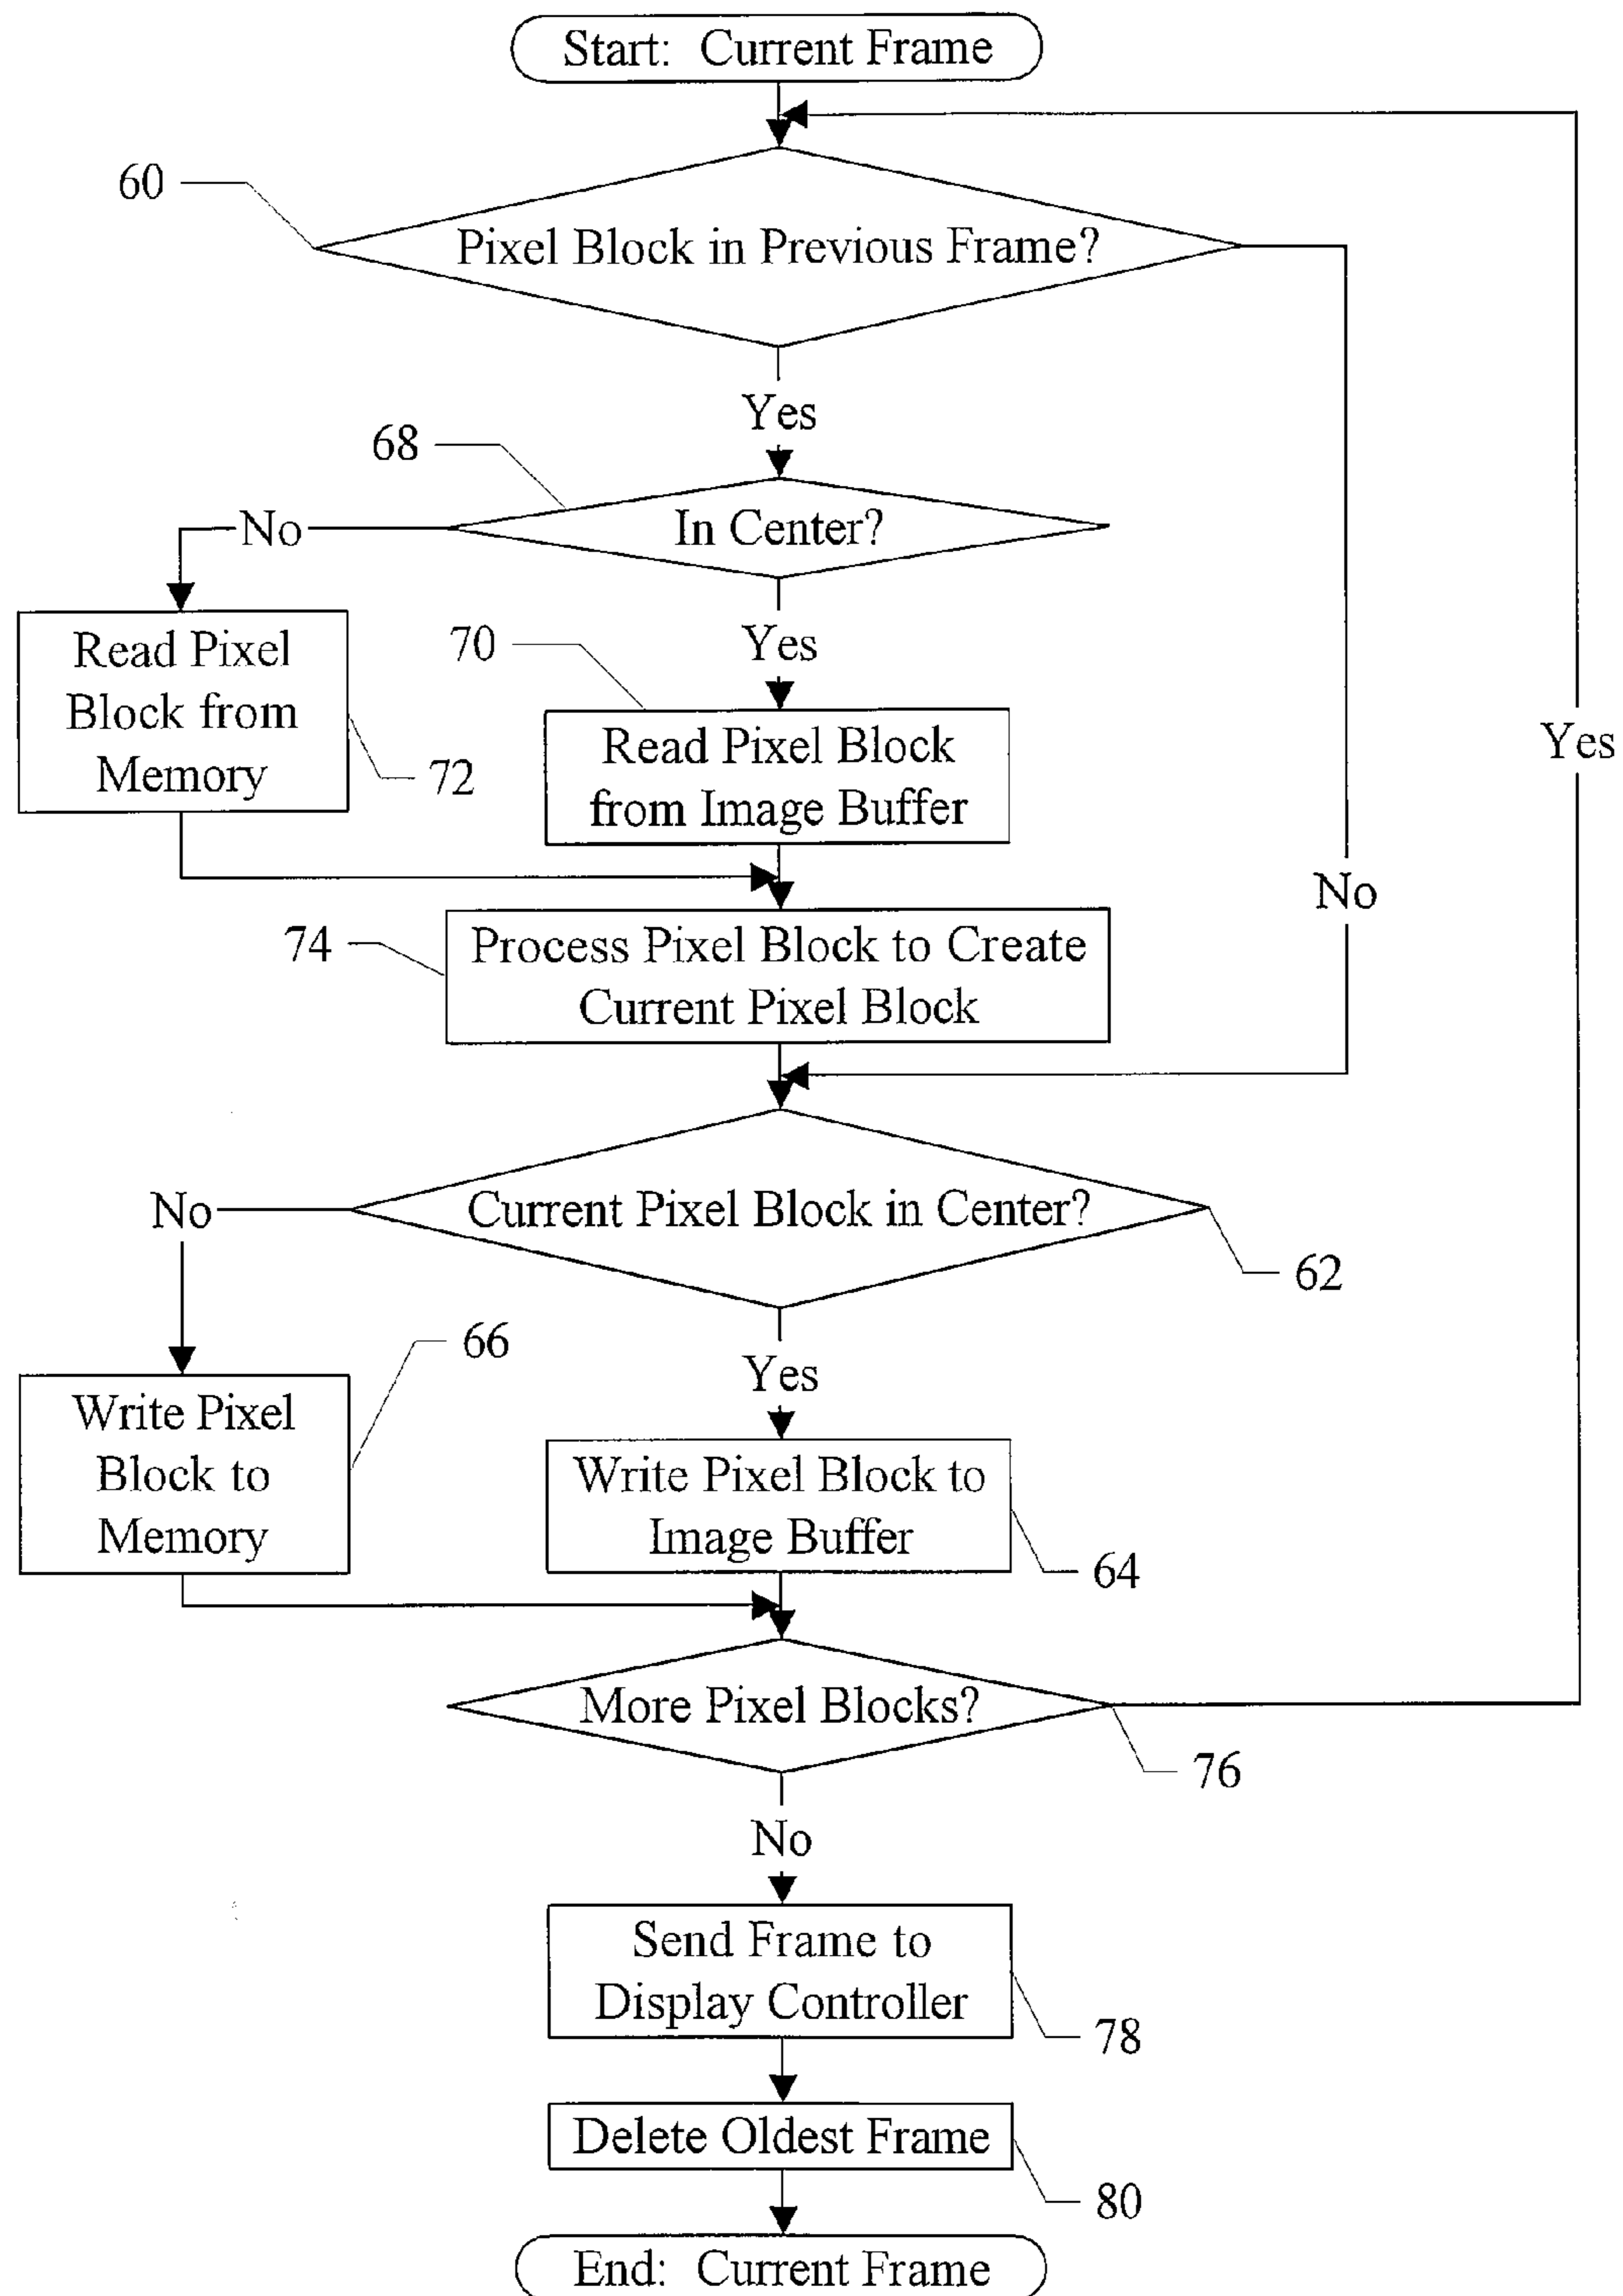 Start: Current Frame
60
Pixel Block in Previous Frame?
Yes
68
No
In Center?
Read Pixel
Block from
Memory
72
70
Yes
Read Pixel Block
from Image Buffer
Yes
No
74
Process Pixel Block to Create
Current Pixel Block
No
Current Pixel Block in Center?
62
66
Yes
Write Pixel
Block to
Memory
Write Pixel Block to
Image Buffer
64
More Pixel Blocks?
76
No
Send Frame to
Display Controller
78
Delete Oldest Frame
80
End: Current Frame